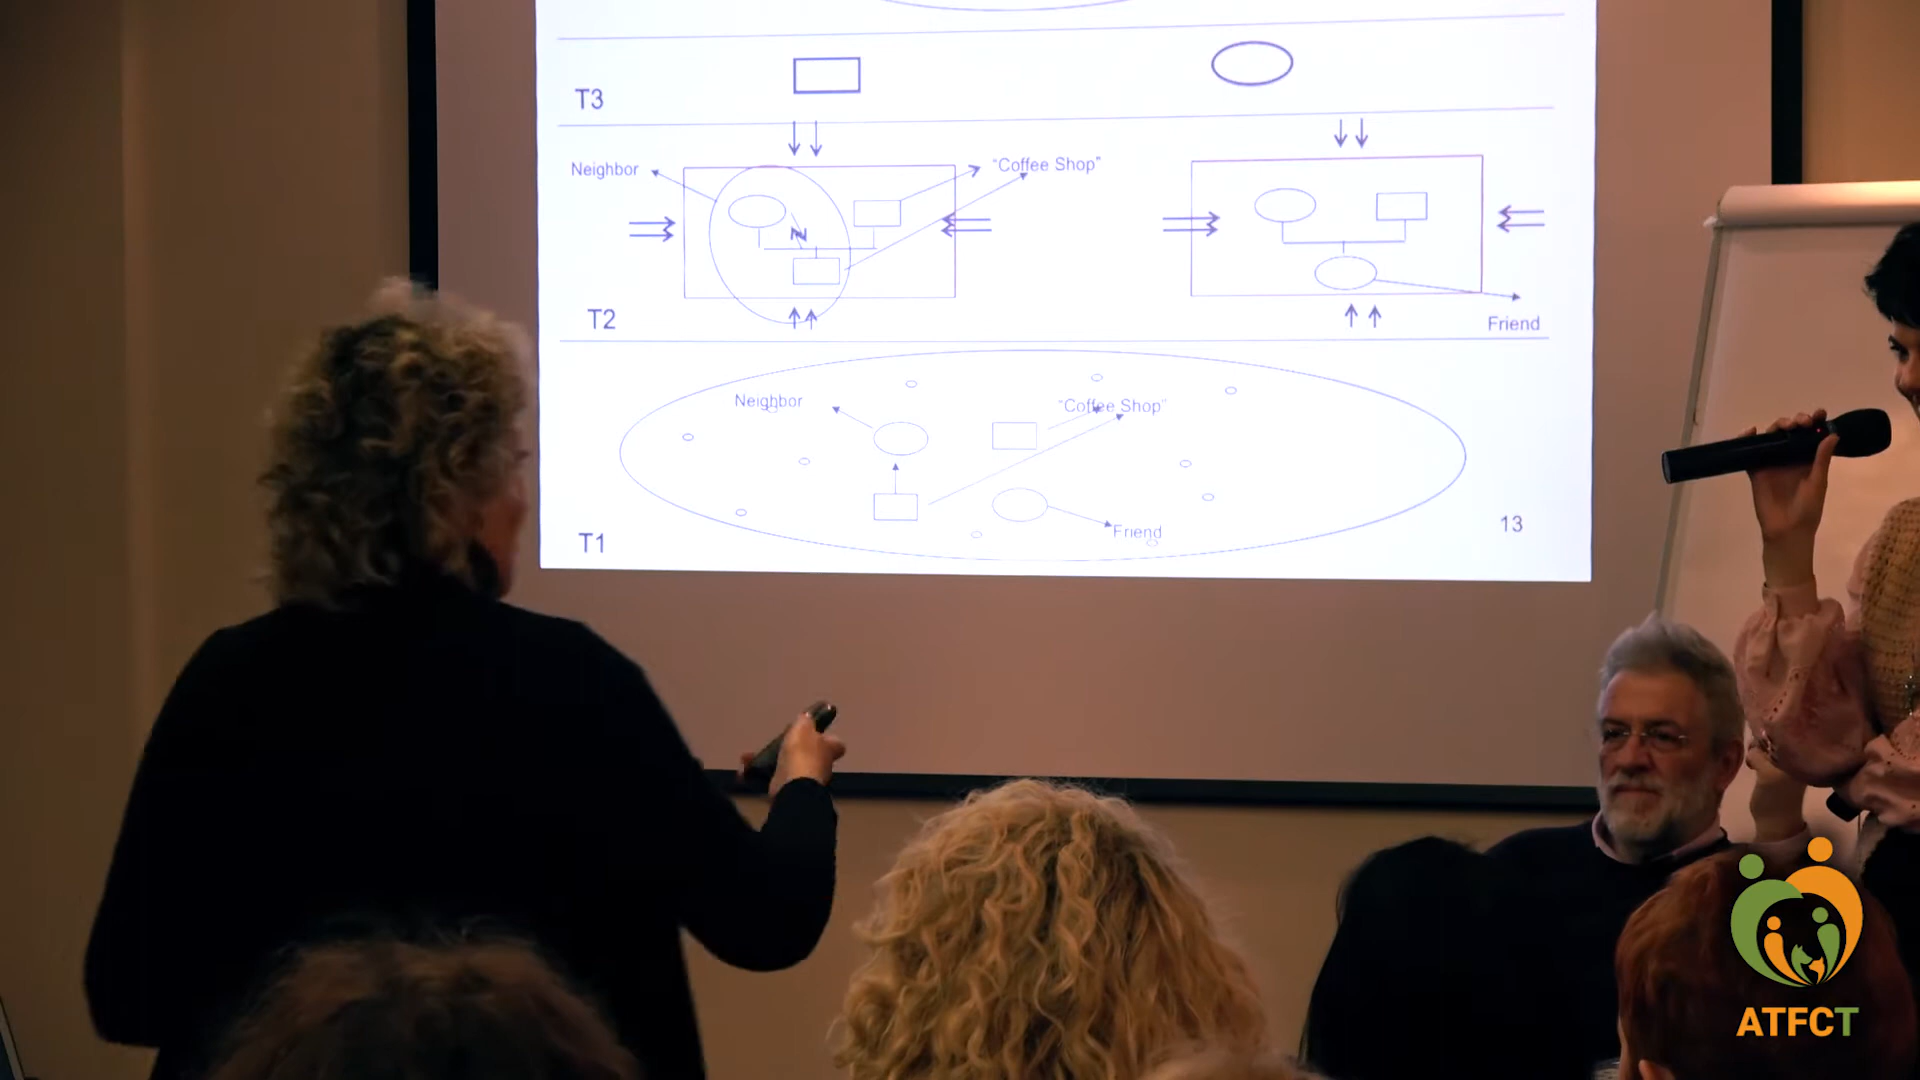 T3
Neighbor
"Coffee Shop"
T2
Friend
Neighbor
"Coffee Shop"
Friend
13
T1
ATFCT